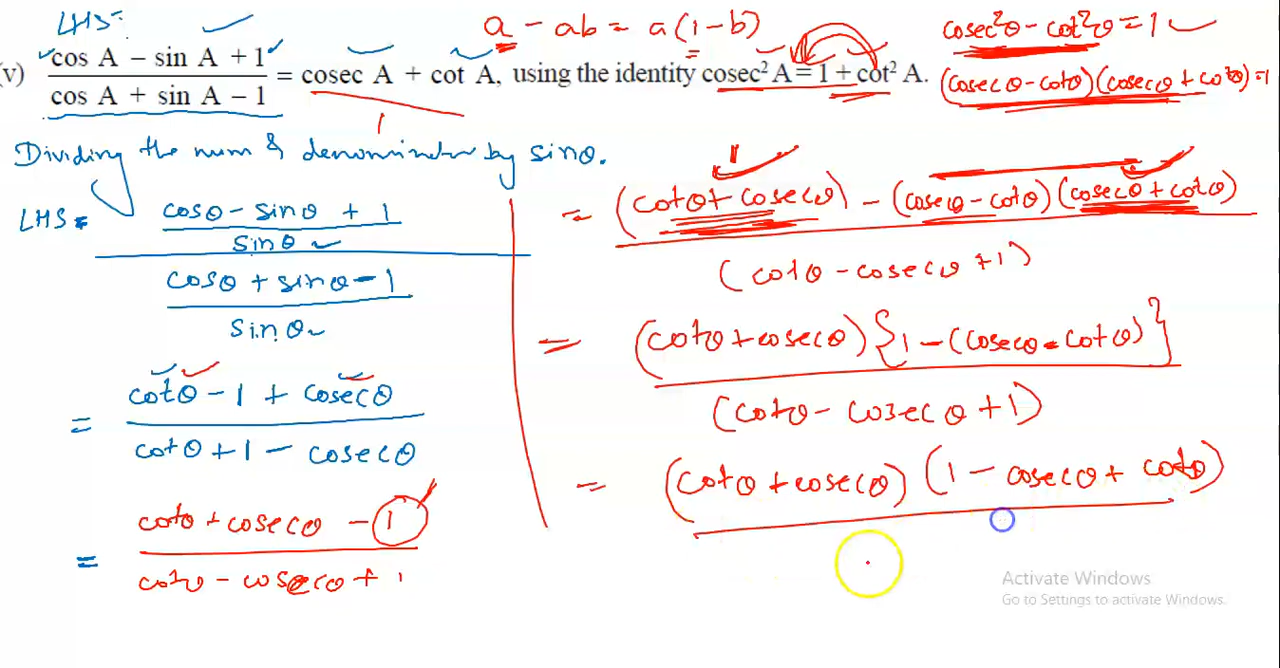 LHS:-
a - ab = a(1-b)
cosec²θ - cot²θ = 1
(v) cos A − sin A + 1 / cos A + sin A − 1 = cosec A + cot A, using the identity cosec² A = 1 + cot² A.
(cosecθ - cotθ)(cosecθ + cotθ) = 1
Dividing the num & denominator by sinθ.
LHS = cosθ - sinθ + 1 / sinθ
cosθ + sinθ - 1 / sinθ
= cotθ - 1 + cosecθ / cotθ + 1 - cosecθ
= cotθ + cosecθ - 1 / cotθ - cosecθ + 1
1
= (cotθ + cosecθ) - (cosecθ - cotθ)(cosecθ + cotθ) / (cotθ - cosecθ + 1)
= (cotθ + cosecθ){1 - (cosecθ - cotθ)} / (cotθ - cosecθ + 1)
= (cotθ + cosecθ)(1 - cosecθ + cotθ)
Activate Windows
Go to Settings to activate Windows.